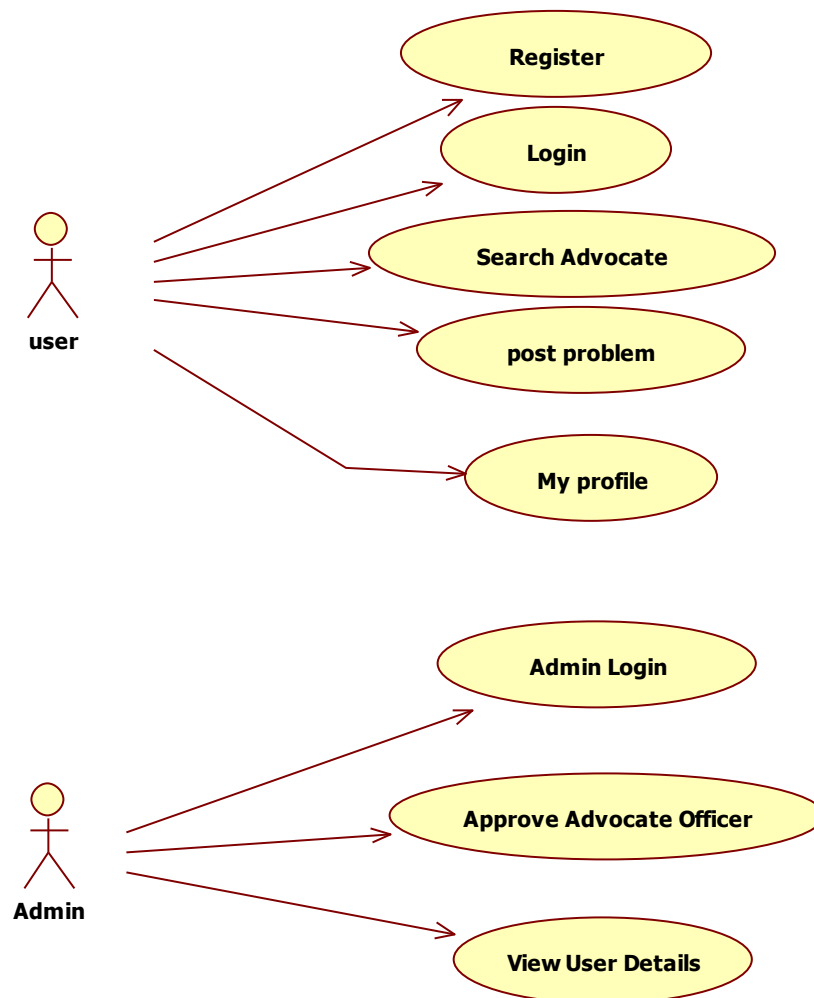 Register
Login
Search Advocate
user
post problem
My profile
Admin Login
Approve Advocate Officer
Admin
View User Details